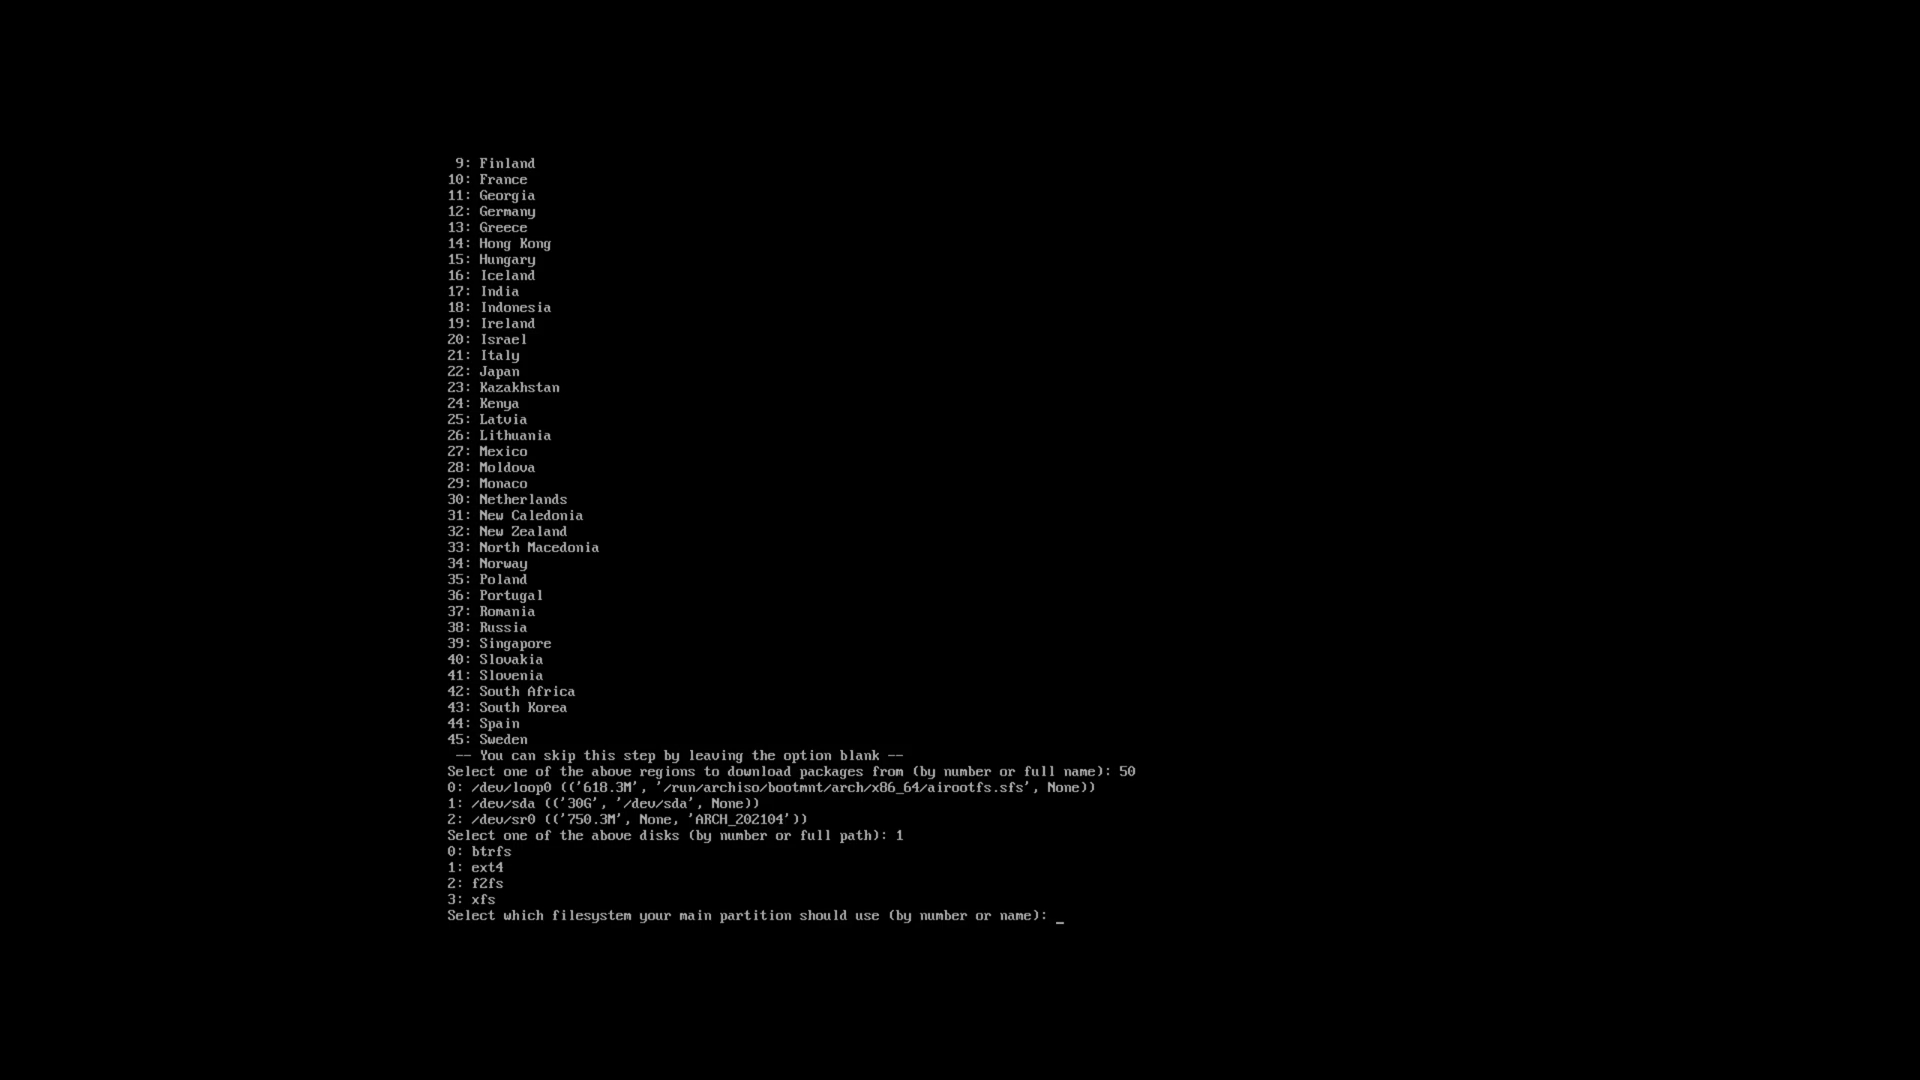 9: Finland
10: France
11: Georgia
12: Germany
13: Greece
14: Hong Kong
15: Hungary
16: Iceland
17: India
18: Indonesia
19: Ireland
20: Israel
21: Italy
22: Japan
23: Kazakhstan
24: Kenya
25: Latvia
26: Lithuania
27: Mexico
28: Moldova
29: Monaco
30: Netherlands
31: New Caledonia
32: New Zealand
33: North Macedonia
34: Norway
35: Poland
36: Portugal
37: Romania
38: Russia
39: Singapore
40: Slovakia
41: Slovenia
42: South Africa
43: South Korea
44: Spain
45: Sweden
-- You can skip this step by leaving the option blank --
Select one of the above regions to download packages from (by number or full name): 50
0: /dev/loop0 (('618.3M', '/run/archiso/bootmnt/arch/x86_64/airootfs.sfs', None))
1: /dev/sda (('30G', '/dev/sda', None))
2: /dev/sr0 (('750.3M', None, 'ARCH_202104'))
Select one of the above disks (by number or full path): 1
0: btrfs
1: ext4
2: f2fs
3: xfs
Select which filesystem your main partition should use (by number or name): _